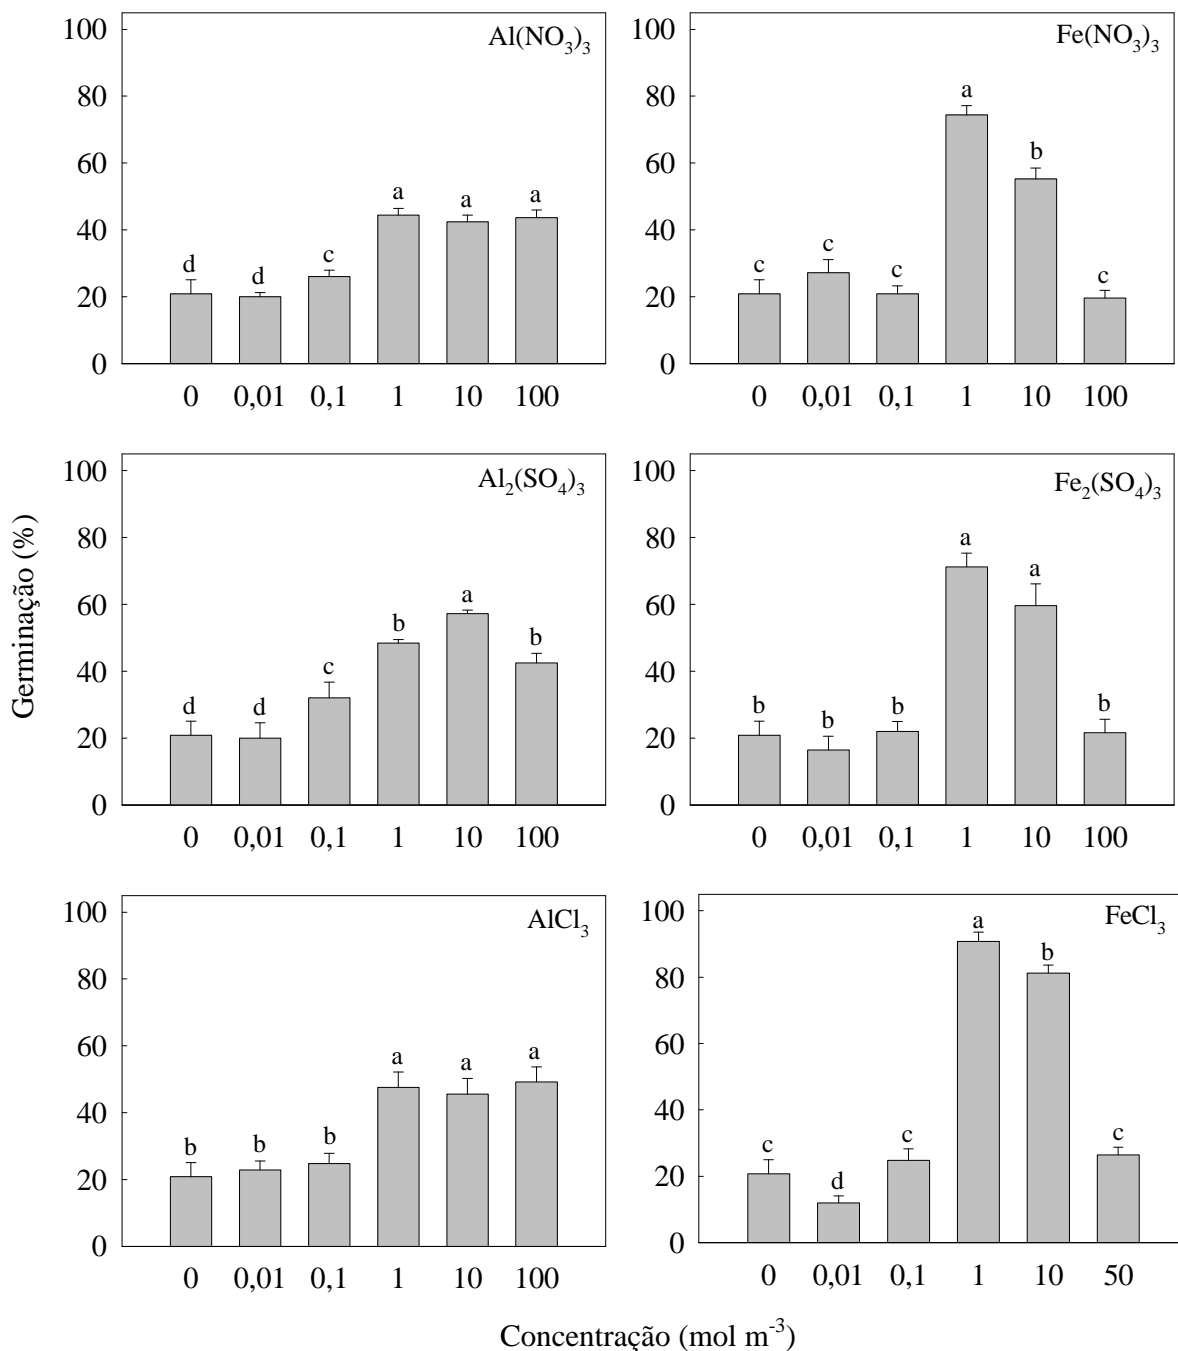 Al(NO3)3
100
80
60
40
20
0
d d c a a a
0 0,01 0,1 1 10 100
Fe(NO3)3
100
80
60
40
20
0
c c c a b c
0 0,01 0,1 1 10 100
Germinação (%)
Al2(SO4)3
100
80
60
40
20
0
d d c b a b
0 0,01 0,1 1 10 100
Fe2(SO4)3
100
80
60
40
20
0
b b b a a b
0 0,01 0,1 1 10 100
AlCl3
100
80
60
40
20
0
b b b a a a
0 0,01 0,1 1 10 100
FeCl3
100
80
60
40
20
0
c d c a b c
0 0,01 0,1 1 10 50
Concentração (mol m-3)